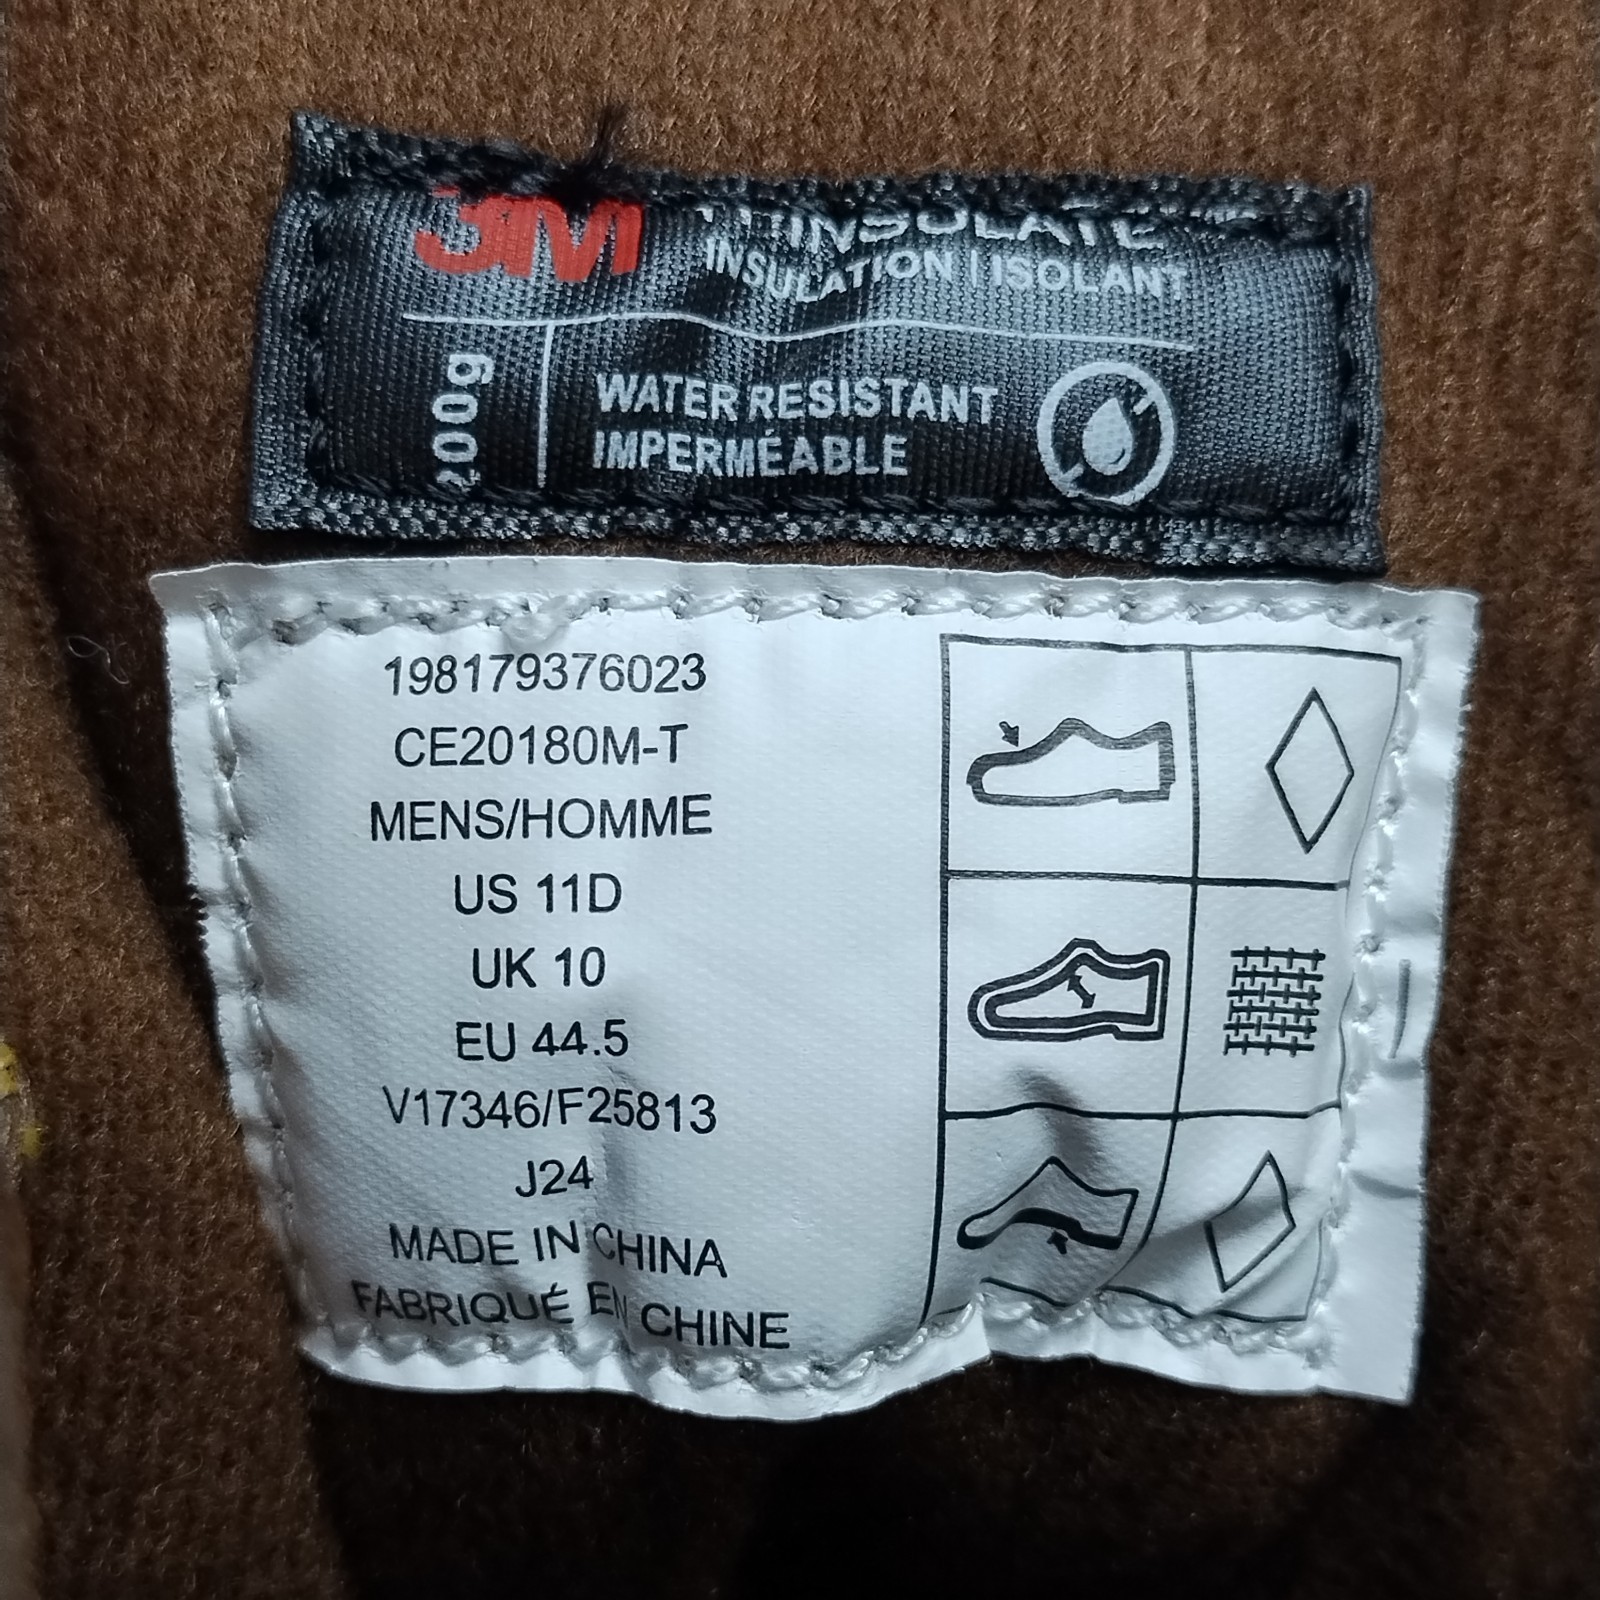 3M THINSULATE
INSULATION | ISOLANT
600g
WATER RESISTANT
IMPERMÉABLE
198179376023
CE20180M-T
MENS/HOMME
US 11D
UK 10
EU 44.5
V17346/F25813
J24
MADE IN CHINA
FABRIQUÉ EN CHINE